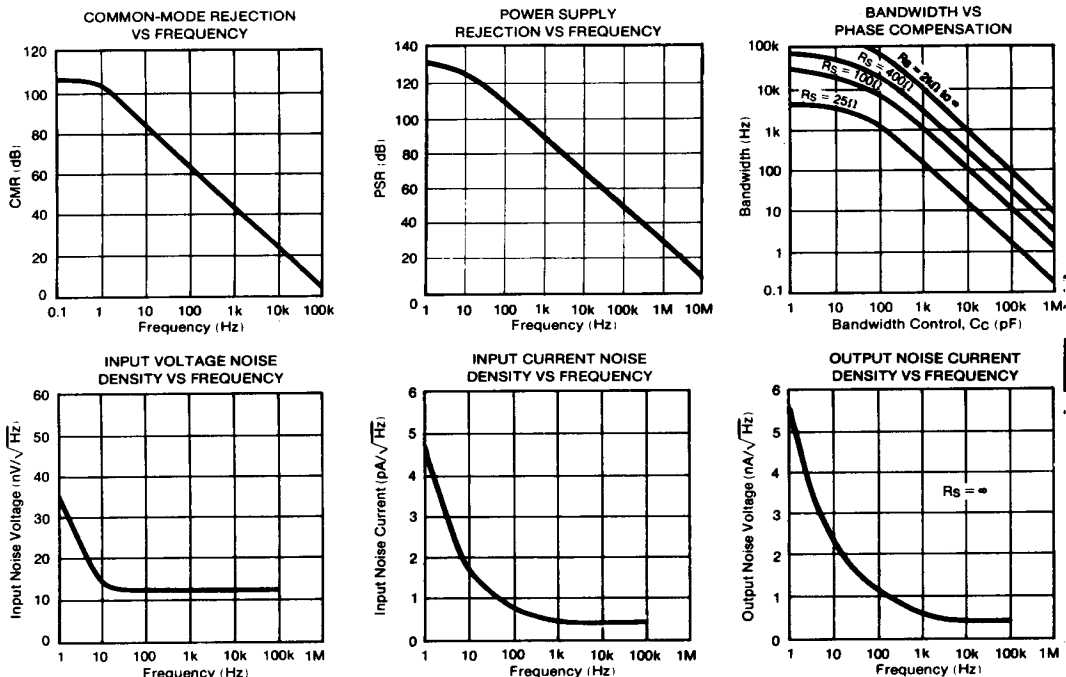 COMMON-MODE REJECTION
VS FREQUENCY
120
100
80
60
40
20
0
CMR (dB)
0.1 1 10 100 1k 10k 100k
Frequency (Hz)
POWER SUPPLY
REJECTION VS FREQUENCY
140
120
100
80
60
40
20
0
PSR (dB)
1 10 100 1k 10k 100k 1M 10M
Frequency (Hz)
BANDWIDTH VS
PHASE COMPENSATION
100k
10k
1k
100
10
1
0.1
Bandwidth (Hz)
RS = 2kΩ to ∞
RS = 400Ω
RS = 100Ω
RS = 25Ω
1 10 100 1k 10k 100k 1M
Bandwidth Control, CC (pF)
INPUT VOLTAGE NOISE
DENSITY VS FREQUENCY
60
50
40
30
20
10
0
Input Noise Voltage (nV/√Hz)
1 10 100 1k 10k 100k 1M
Frequency (Hz)
INPUT CURRENT NOISE
DENSITY VS FREQUENCY
6
5
4
3
2
1
0
Input Noise Current (pA/√Hz)
1 10 100 1k 10k 100k 1M
Frequency (Hz)
OUTPUT NOISE CURRENT
DENSITY VS FREQUENCY
6
5
4
3
2
1
0
Output Noise Voltage (nA/√Hz)
RS = ∞
1 10 100 1k 10k 100k 1M
Frequency (Hz)